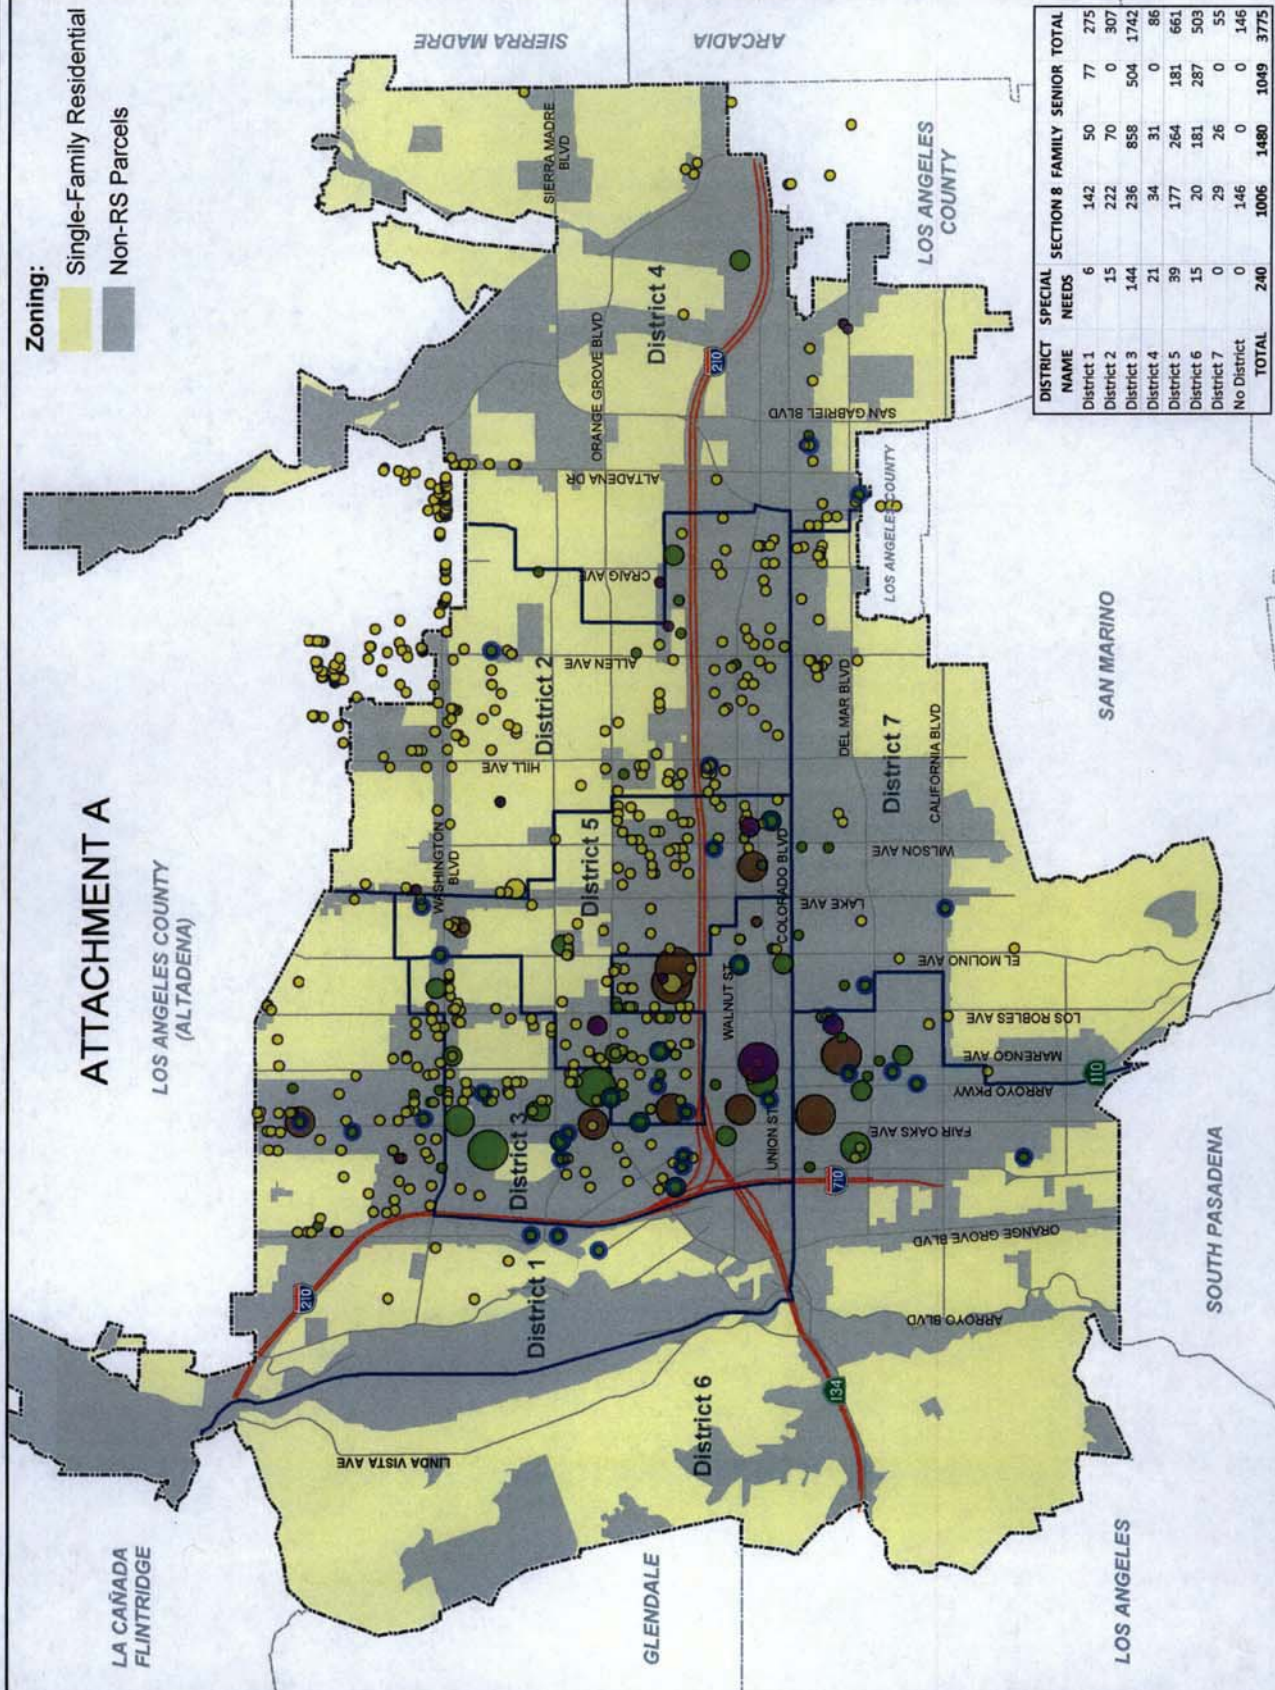 ATTACHMENT A
Zoning:
Single-Family Residential
Non-RS Parcels
LA CAÑADA
FLINTRIDGE
LOS ANGELES COUNTY
(ALTADENA)
SIERRA MADRE
ARCADIA
GLENDALE
LOS ANGELES
SOUTH PASADENA
SAN MARINO
LOS ANGELES COUNTY
LOS ANGELES
COUNTY
District 1
District 2
District 3
District 4
District 5
District 6
District 7
LINDA VISTA AVE
WASHINGTON
BLVD
HILL AVE
ALLEN AVE
CRAIG AVE
ALTADENA DR
ORANGE GROVE BLVD
SIERRA MADRE
BLVD
SAN GABRIEL BLVD
WALNUT ST
UNION ST
COLORADO BLVD
DEL MAR BLVD
CALIFORNIA BLVD
WILSON AVE
LAKE AVE
EL MOLINO AVE
LOS ROBLES AVE
MARENGO AVE
ARROYO PKWY
FAIR OAKS AVE
ORANGE GROVE BLVD
ARROYO BLVD
210
210
710
134
110
DISTRICT SPECIAL SECTION 8 FAMILY SENIOR TOTAL
NAME NEEDS
District 1 6 142 50 77 275
District 2 15 222 70 0 307
District 3 144 236 858 504 1742
District 4 21 34 31 0 86
District 5 39 177 264 181 661
District 6 15 20 181 287 503
District 7 0 29 26 0 55
No District 0 146 0 0 146
TOTAL 240 1006 1480 1049 3775